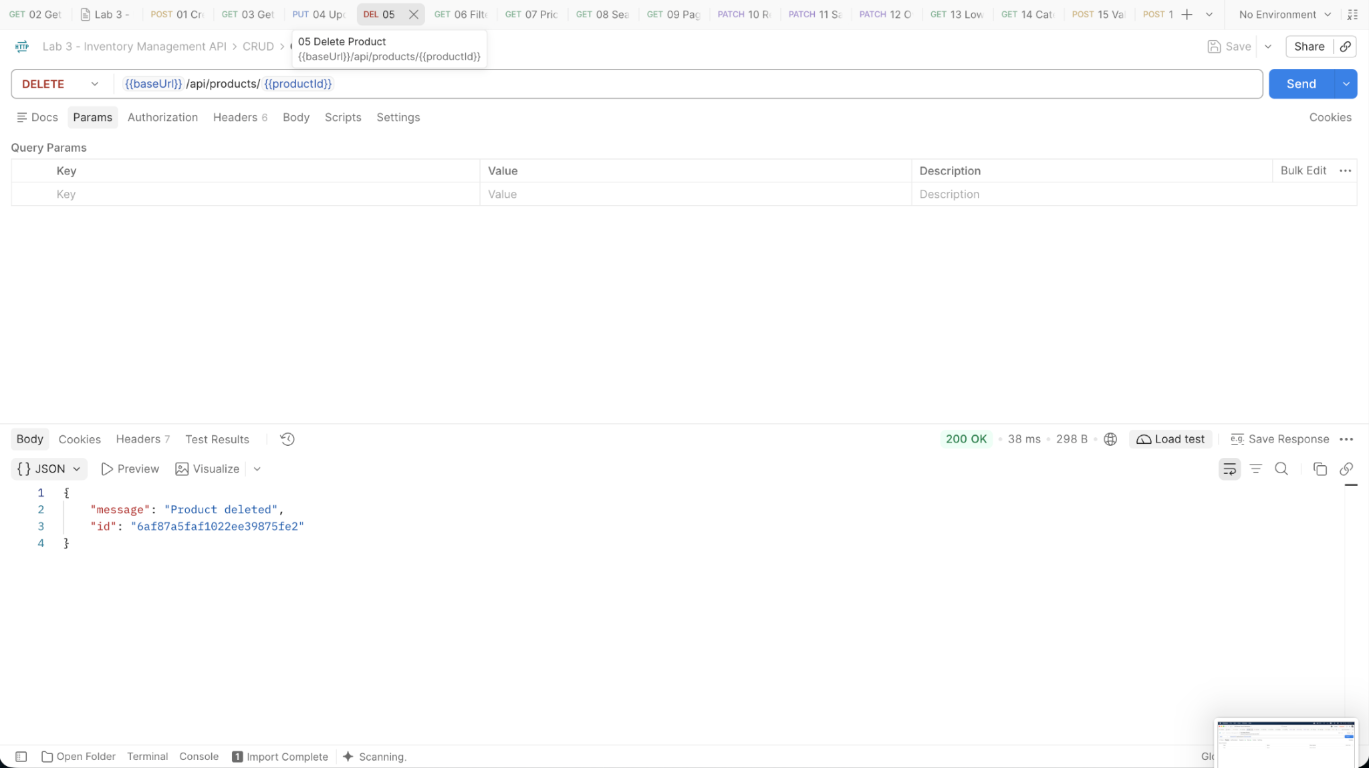 GET 02 Get Lab 3 - POST 01 Cr GET 03 Get PUT 04 Upd DEL 05 GET 06 Filt GET 07 Pric GET 08 Sea GET 09 Pag PATCH 10 R PATCH 11 Sa PATCH 12 O GET 13 Low GET 14 Cat POST 15 Val POST 1 No Environment
Lab 3 - Inventory Management API > CRUD > Save Share
05 Delete Product
{{baseUrl}}/api/products/{{productId}}
DELETE {{baseUrl}} /api/products/ {{productId}} Send
Docs Params Authorization Headers 6 Body Scripts Settings Cookies
Query Params
Key Value Description Bulk Edit
Key Value Description
Body Cookies Headers 7 Test Results 200 OK • 38 ms • 298 B • Load test e.g. Save Response
{} JSON Preview Visualize
1 {
2 "message": "Product deleted",
3 "id": "6af87a5faf1022ee39875fe2"
4 }
Open Folder Terminal Console 1 Import Complete Scanning.